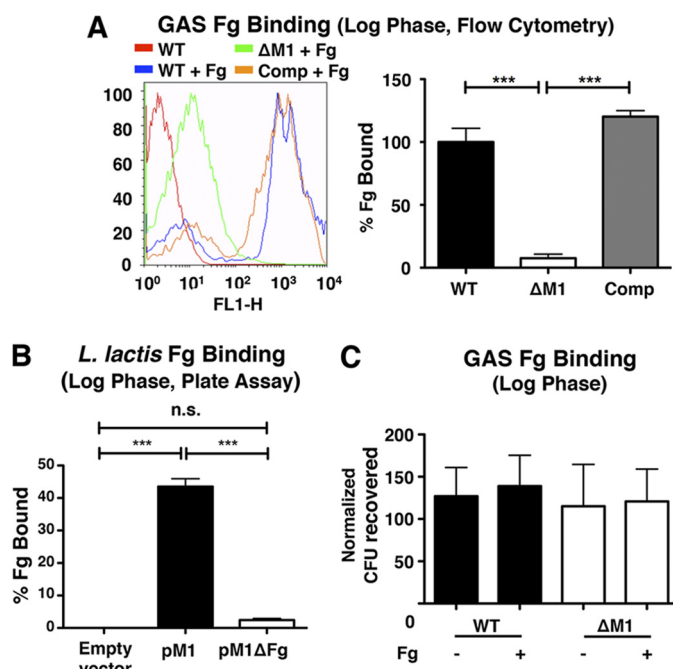 A
GAS Fg Binding (Log Phase, Flow Cytometry)
WT
ΔM1 + Fg
WT + Fg
Comp + Fg
100
80
60
40
20
0
10⁰ 10¹ 10² 10³ 10⁴
FL1-H
% Fg Bound
150
100
50
0
*** ***
WT ΔM1 Comp
B
L. lactis Fg Binding
(Log Phase, Plate Assay)
n.s.
*** ***
% Fg Bound
50
40
30
20
10
0
Empty
vector
pM1 pM1ΔFg
C
GAS Fg Binding
(Log Phase)
Normalized
CFU recovered
200
150
100
50
0
WT ΔM1
Fg - + - +